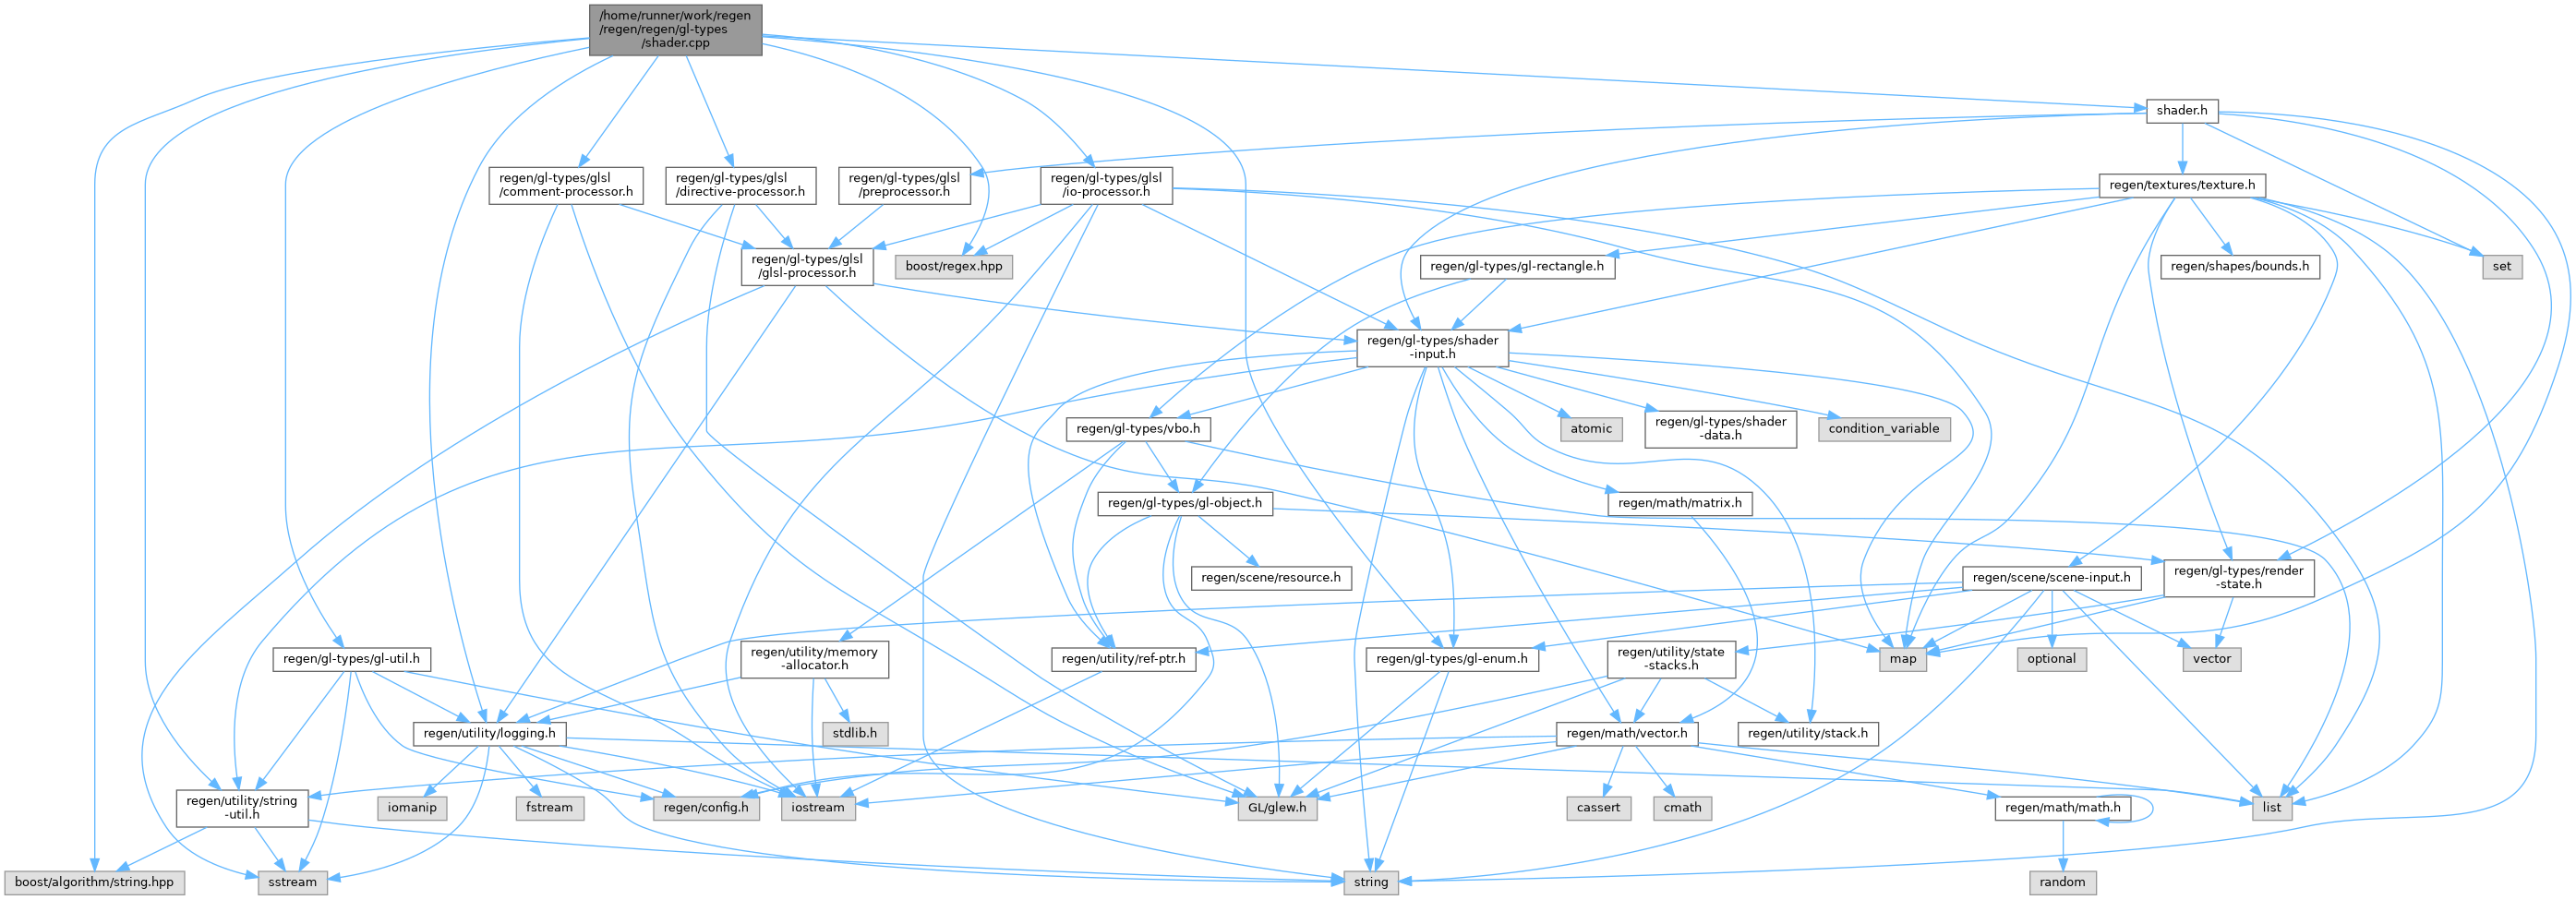 /home/runner/work/regen
/regen/regen/gl-types
/shader.cpp
shader.h
regen/gl-types/glsl
/comment-processor.h
regen/gl-types/glsl
/directive-processor.h
regen/gl-types/glsl
/preprocessor.h
regen/gl-types/glsl
/io-processor.h
regen/textures/texture.h
regen/gl-types/glsl
/glsl-processor.h
boost/regex.hpp
regen/gl-types/gl-rectangle.h
regen/shapes/bounds.h
set
regen/gl-types/shader
-input.h
regen/gl-types/vbo.h
atomic
regen/gl-types/shader
-data.h
condition_variable
regen/gl-types/gl-object.h
regen/math/matrix.h
regen/scene/resource.h
regen/scene/scene-input.h
regen/gl-types/render
-state.h
regen/gl-types/gl-util.h
regen/utility/memory
-allocator.h
regen/utility/ref-ptr.h
regen/gl-types/gl-enum.h
regen/utility/state
-stacks.h
map
optional
vector
regen/utility/logging.h
stdlib.h
regen/math/vector.h
regen/utility/stack.h
regen/utility/string
-util.h
iomanip
fstream
regen/config.h
iostream
GL/glew.h
cassert
cmath
regen/math/math.h
list
boost/algorithm/string.hpp
sstream
string
random